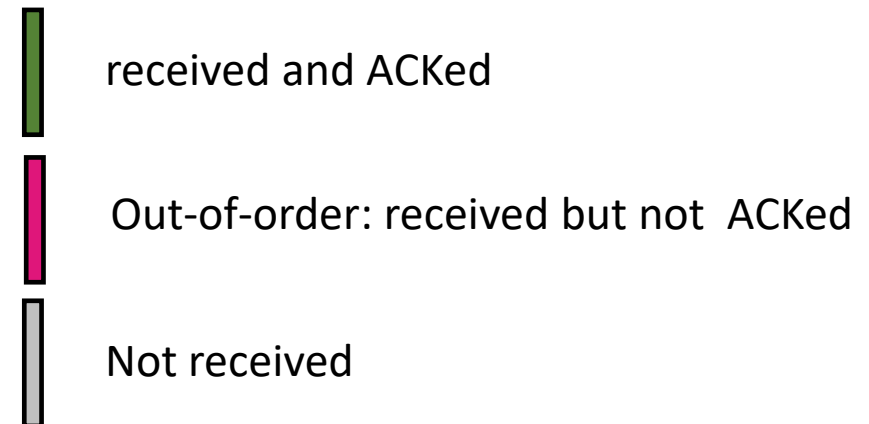 received and ACKed
Out-of-order: received but not ACKed
Not received